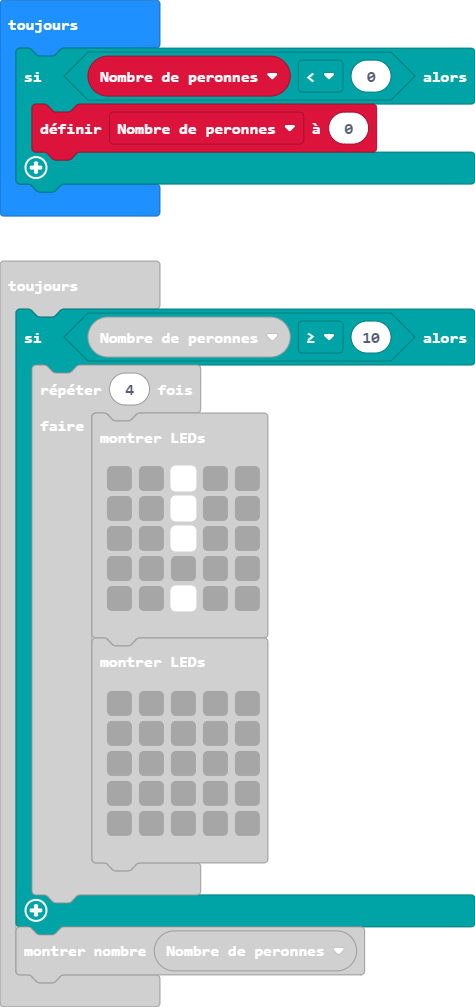 toujours
si Nombre de peronnes < 0 alors
définir Nombre de peronnes à 0
toujours
si Nombre de peronnes ≥ 10 alors
répéter 4 fois
faire
montrer LEDs
montrer LEDs
montrer nombre Nombre de peronnes